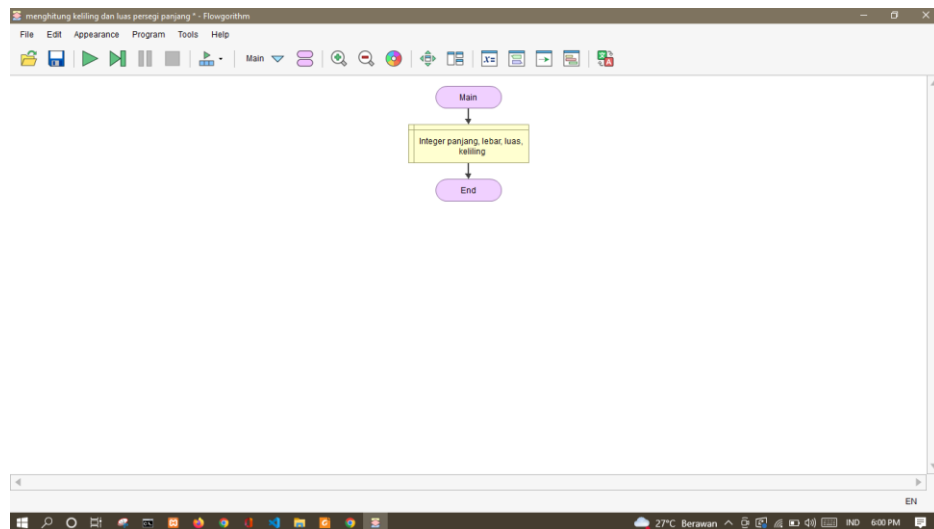 menghitung keliling dan luas persegi panjang * - Flowgorithm
File Edit Appearance Program Tools Help
Main
X=
Main
Integer panjang, lebar, luas,
keliling
End
EN
27°C Berawan
IND
6:00 PM